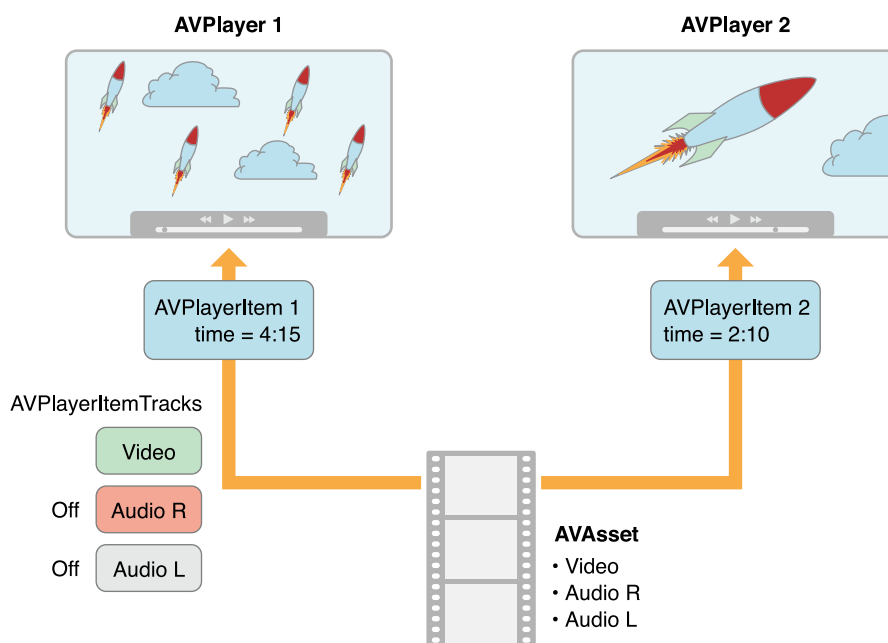 AVPlayer 1
AVPlayer 2
AVPlayerItem 1
time = 4:15
AVPlayerItem 2
time = 2:10
AVPlayerItemTracks
Video
Off Audio R
Off Audio L
AVAsset
• Video
• Audio R
• Audio L